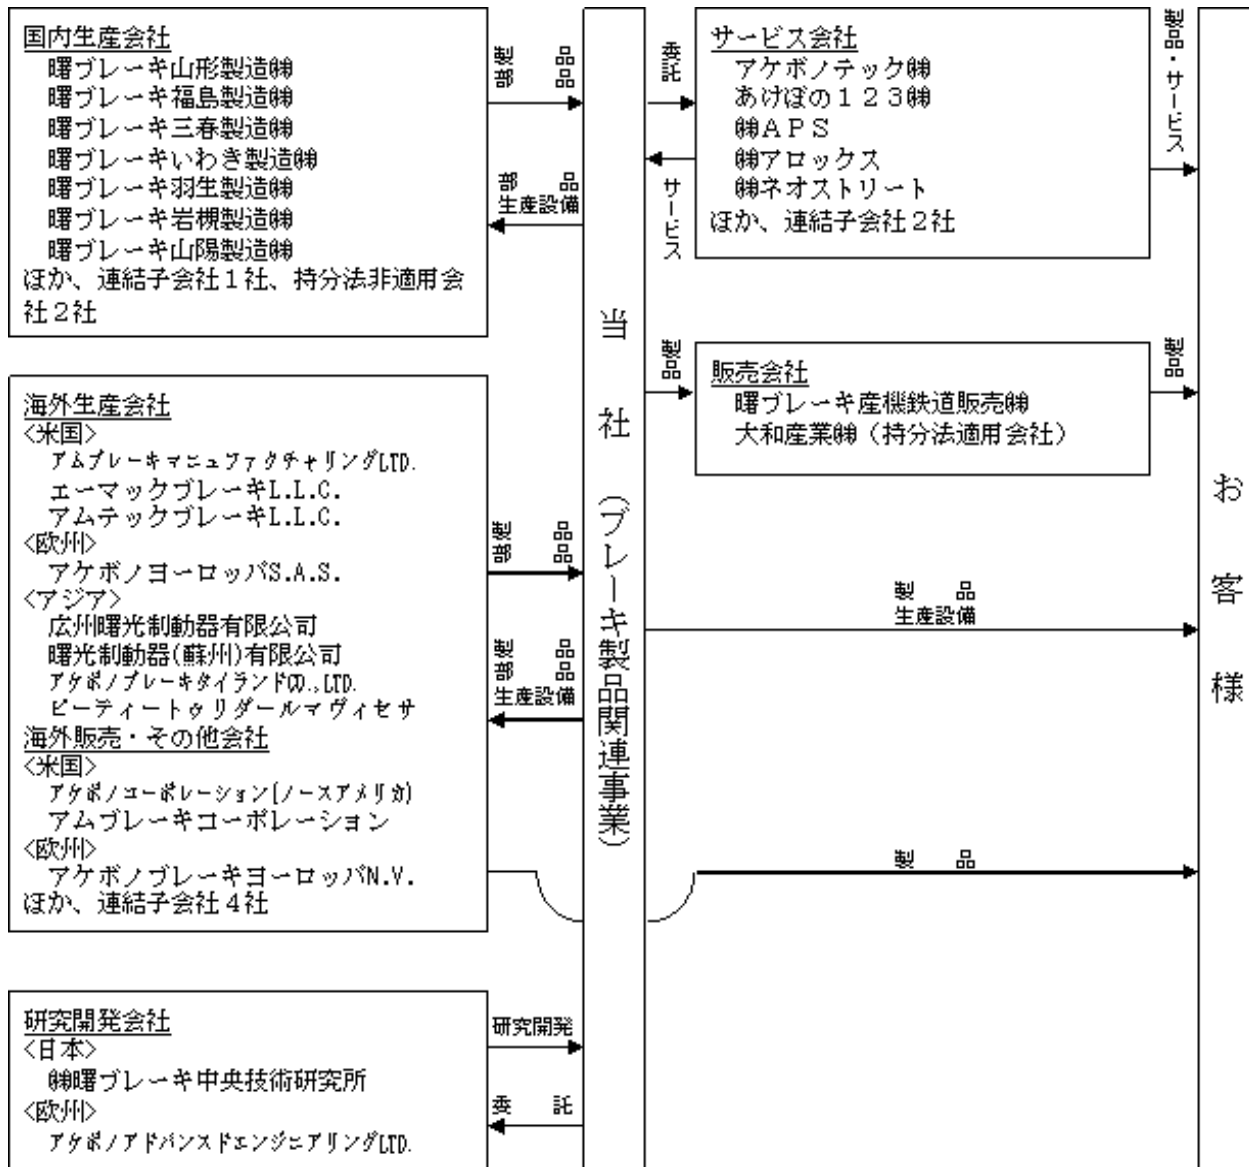 国内生産会社
曙ブレーキ山形製造㈱
曙ブレーキ福島製造㈱
曙ブレーキ三春製造㈱
曙ブレーキいわき製造㈱
曙ブレーキ羽生製造㈱
曙ブレーキ岩槻製造㈱
曙ブレーキ山陽製造㈱
ほか、連結子会社1社、持分法非適用会
社2社
製品
部品
部品
生産設備
海外生産会社
<米国>
アムブレーキマニュファクチャリングLTD.
エーマックブレーキL.L.C.
アムテックブレーキL.L.C.
<欧州>
アケボノヨーロッパS.A.S.
<アジア>
広州曙光制動器有限公司
曙光制動器(蘇州)有限公司
アケボノブレーキタイランドCO.,LTD.
ピーティートゥリダールマヴィセサ
海外販売・その他会社
<米国>
アケボノコーポレーション(ノースアメリカ)
アムブレーキコーポレーション
<欧州>
アケボノブレーキヨーロッパN.V.
ほか、連結子会社4社
製品
部品
製品
部品
生産設備
研究開発会社
<日本>
㈱曙ブレーキ中央技術研究所
<欧州>
アケボノアドバンスドエンジニアリングLTD.
研究開発
委託
当社(ブレーキ製品関連事業)
委託
サービス
サービス会社
アケボノテック㈱
あけぼの123㈱
㈱APS
㈱アロックス
㈱ネオストリート
ほか、連結子会社2社
製品・サービス
製品
販売会社
曙ブレーキ産機鉄道販売㈱
大和産業㈱(持分法適用会社)
製品
製品
生産設備
製品
お客様